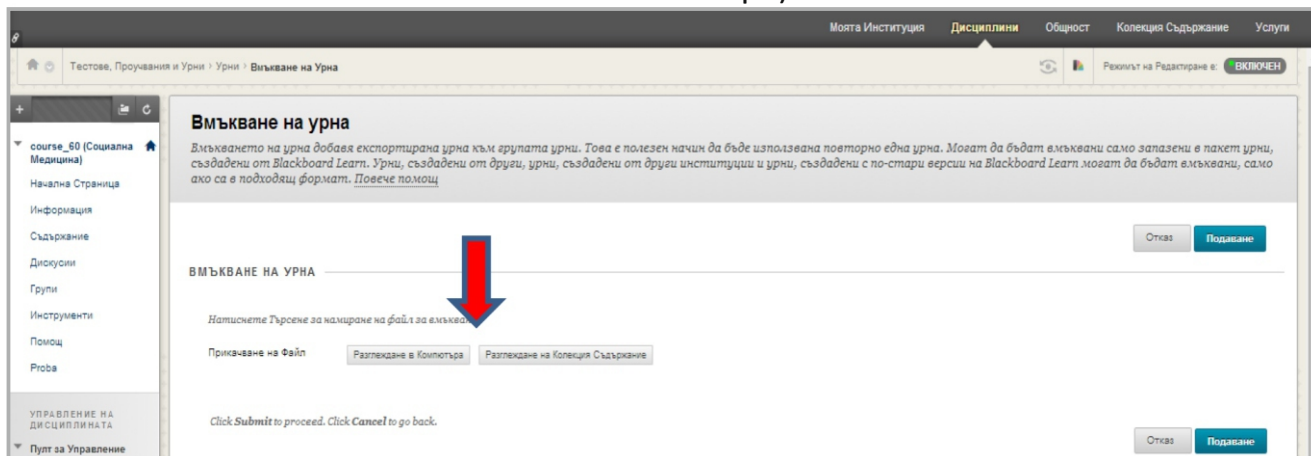 Моята Институция Дисциплини Общност Колекция Съдържание Услуги
Тестове, Проучвания и Урни > Урни > Вмъкване на Урна
Режимът на Редактиране е: ВКЛЮЧЕН
Вмъкване на урна
Вмъкването на урна добавя експортирана урна към групата урни. Това е полезен начин да бъде използвана повторно една урна. Могат да бъдат вмъквани само запазени в пакет урни,
създадени от Blackboard Learn. Урни, създадени от други, урни, създадени от други институции и урни, създадени с по-стари версии на Blackboard Learn могат да бъдат вмъквани, само
ако са в подходящ формат. Повече помощ
course_60 (Социална
Медицина)
Начална Страница
Информация
Съдържание
Дискусии
Групи
Инструменти
Помощ
Proba
УПРАВЛЕНИЕ НА
ДИСЦИПЛИНАТА
Пулт за Управление
Отказ Подаване
ВМЪКВАНЕ НА УРНА
Натиснете Търсене за намиране на файл за
Прикачване на Файл Разглеждане в Компютъра Разглеждане на Колекция Съдържание
Click Submit to proceed. Click Cancel to go back.
Отказ Подаване